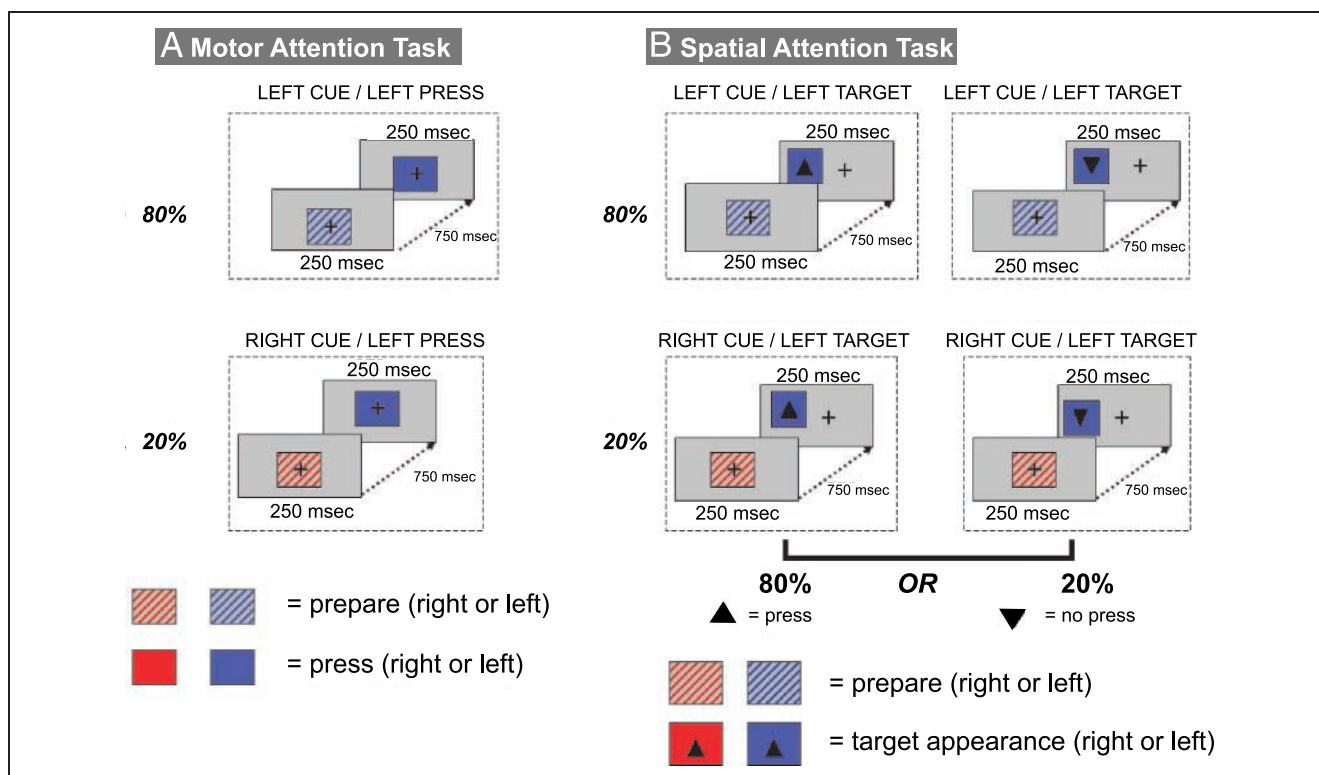 A Motor Attention Task
LEFT CUE / LEFT PRESS
250 msec
80%
750 msec
250 msec
RIGHT CUE / LEFT PRESS
250 msec
20%
750 msec
250 msec
= prepare (right or left)
= press (right or left)
B Spatial Attention Task
LEFT CUE / LEFT TARGET
LEFT CUE / LEFT TARGET
250 msec
250 msec
80%
750 msec
750 msec
250 msec
250 msec
RIGHT CUE / LEFT TARGET
RIGHT CUE / LEFT TARGET
250 msec
250 msec
20%
750 msec
750 msec
250 msec
250 msec
80% OR 20%
= press
= no press
= prepare (right or left)
= target appearance (right or left)